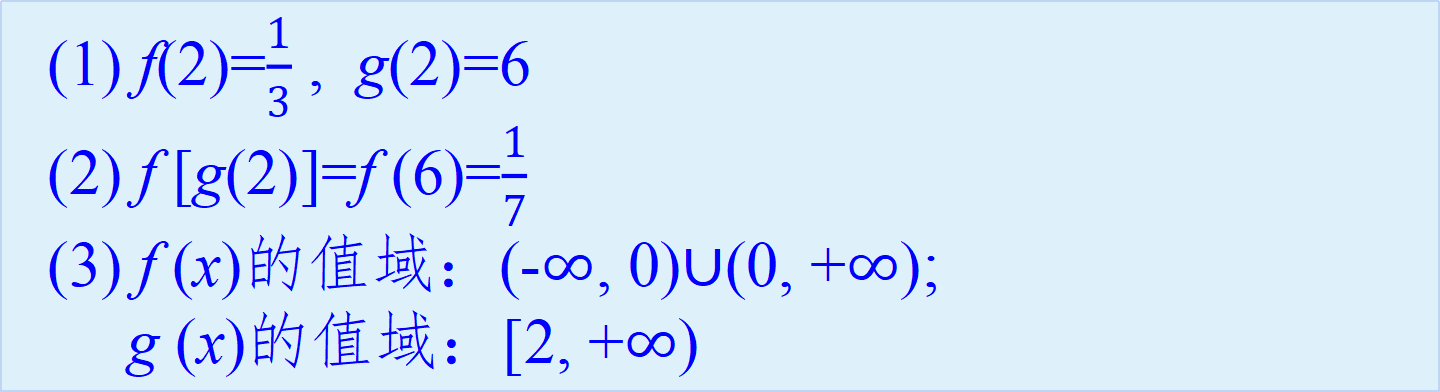 (1) f(2)=1/3 , g(2)=6
(2) f [g(2)]=f (6)=1/7
(3) f (x)的值域：(-∞, 0)∪(0, +∞);
g (x)的值域：[2, +∞)